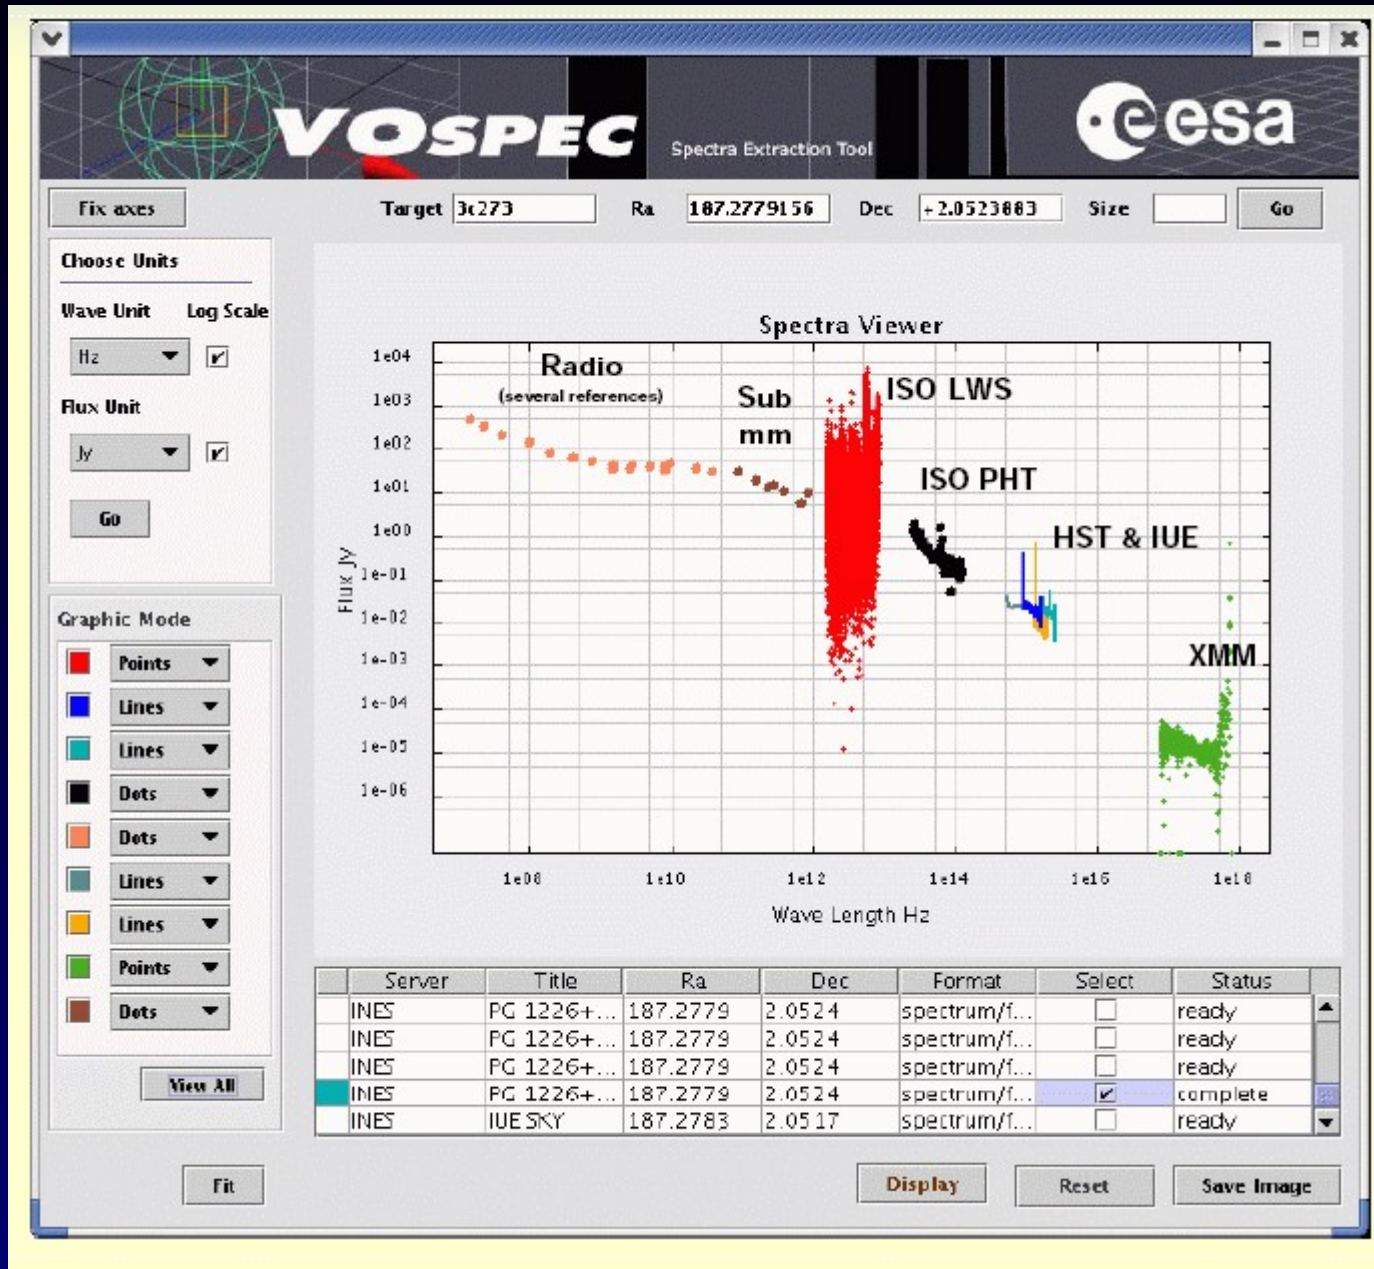 VOSPEC Spectra Extraction Tool esa
Fix axes Target 3c273 Ra 187.2779156 Dec +2.0523883 Size Go
Choose Units
Wave Unit Log Scale
Hz
Flux Unit
Jy
Go
Graphic Mode
Points
Lines
Lines
Dots
Dots
Lines
Lines
Points
Dots
View All
Fit
Spectra Viewer
1e04
1e03
1e02
1e01
1e00
1e-01
1e-02
1e-03
1e-04
1e-05
1e-06
Flux Jy
Radio
(several references)
Sub
mm
ISO LWS
ISO PHT
HST & IUE
XMM
1e08 1e10 1e12 1e14 1e16 1e18
Wave Length Hz
Server Title Ra Dec Format Select Status
INES PG 1226+... 187.2779 2.0524 spectrum/f... ready
INES PG 1226+... 187.2779 2.0524 spectrum/f... ready
INES PG 1226+... 187.2779 2.0524 spectrum/f... ready
INES PG 1226+... 187.2779 2.0524 spectrum/f... complete
INES IUE SKY 187.2783 2.0517 spectrum/f... ready
Display Reset Save Image